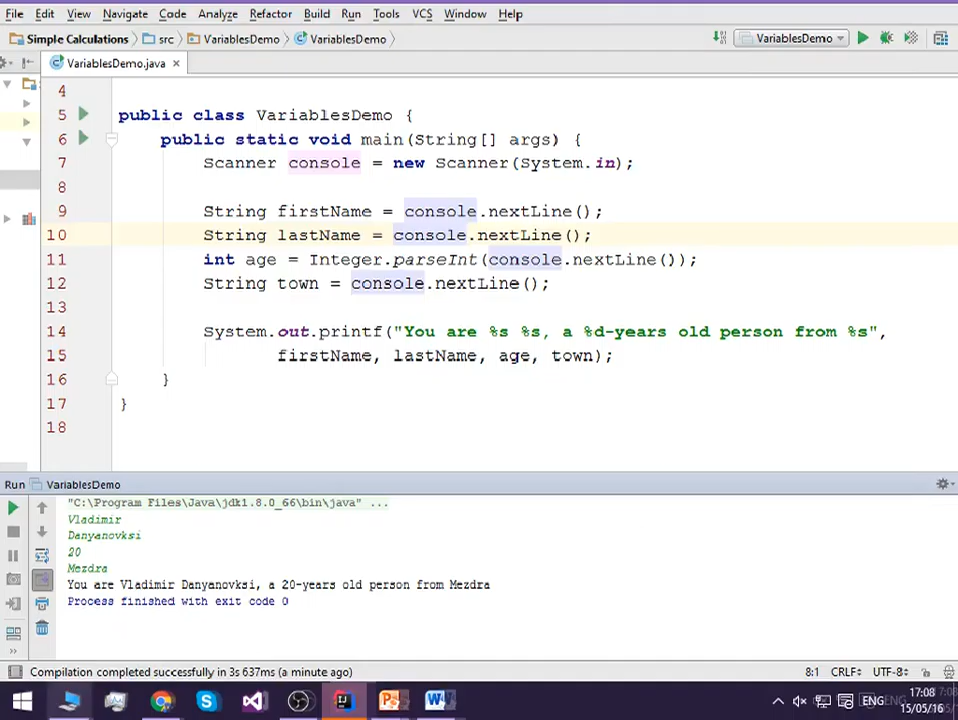 File Edit View Navigate Code Analyze Refactor Build Run Tools VCS Window Help
Simple Calculations src VariablesDemo VariablesDemo VariablesDemo
VariablesDemo.java
4
5 public class VariablesDemo {
6 public static void main(String[] args) {
7 Scanner console = new Scanner(System.in);
8
9 String firstName = console.nextLine();
10 String lastName = console.nextLine();
11 int age = Integer.parseInt(console.nextLine());
12 String town = console.nextLine();
13
14 System.out.printf("You are %s %s, a %d-years old person from %s",
15 firstName, lastName, age, town);
16 }
17 }
18
Run VariablesDemo
"C:\Program Files\Java\jdk1.8.0_66\bin\java" ...
Vladimir
Danyanovksi
20
Mezdra
You are Vladimir Danyanovksi, a 20-years old person from Mezdra
Process finished with exit code 0
Compilation completed successfully in 3s 637ms (a minute ago) 8:1 CRLF UTF-8
ENG 17:08
15/05/16